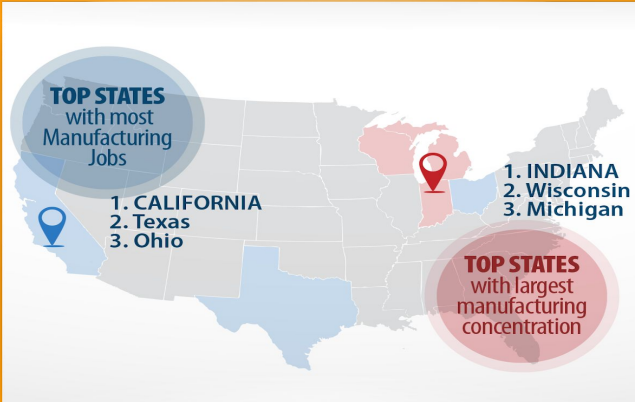 TOP STATES
with most
Manufacturing
Jobs
1. CALIFORNIA
2. Texas
3. Ohio
1. INDIANA
2. Wisconsin
3. Michigan
TOP STATES
with largest
manufacturing
concentration